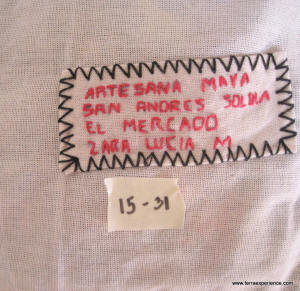 ARTESANA MAYA
SAN ANDRES SOLOLA
EL MERCADO
ZARA LUCIA M
15-31
www.terraexperience.com